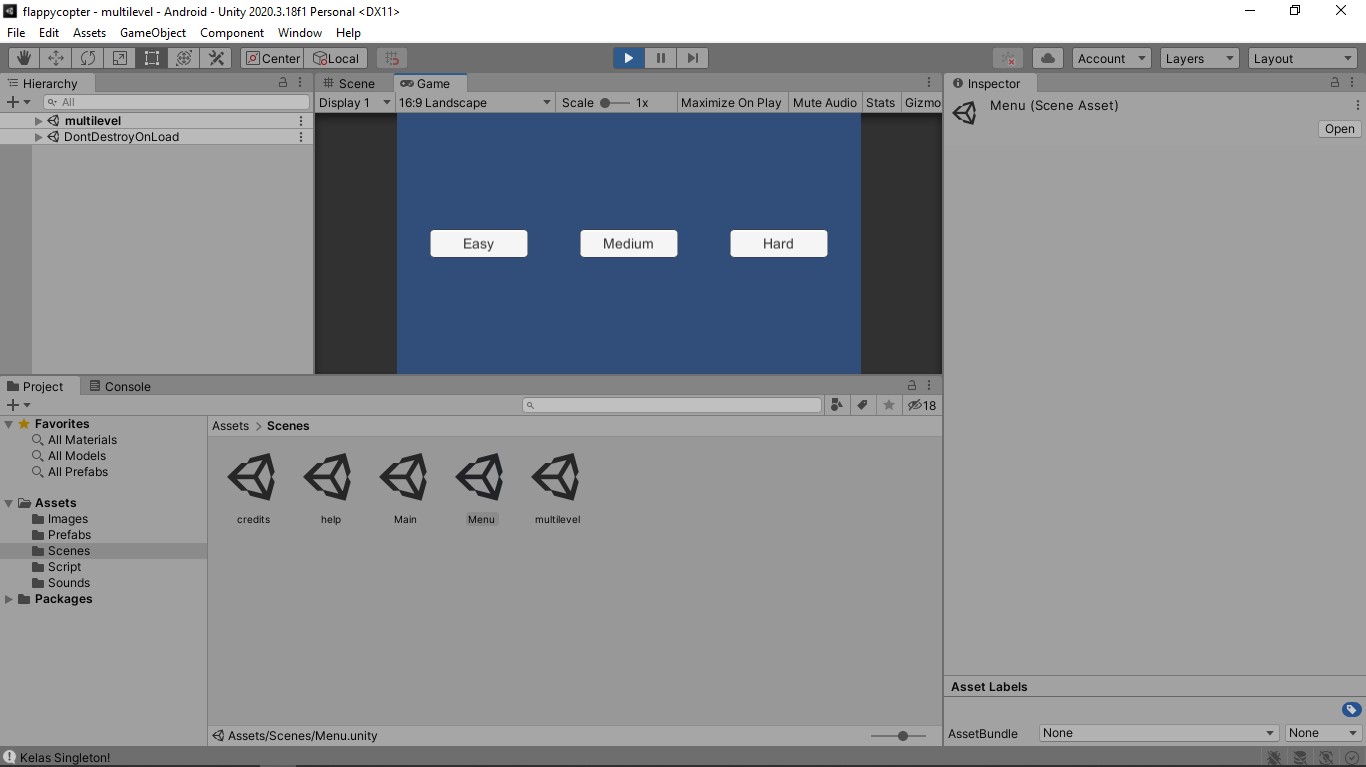 flappycopter - multilevel - Android - Unity 2020.3.18f1 Personal <DX11>
File Edit Assets GameObject Component Window Help
Center Local Account Layers Layout
Hierarchy
All
multilevel
DontDestroyOnLoad
Scene Game
Display 1 16:9 Landscape Scale 1x Maximize On Play Mute Audio Stats Gizmo
Easy Medium Hard
Inspector
Menu (Scene Asset)
Open
Project Console
18
Favorites
All Materials
All Models
All Prefabs
Assets
Images
Prefabs
Scenes
Script
Sounds
Packages
Assets > Scenes
credits help Main Menu multilevel
Assets/Scenes/Menu.unity
Asset Labels
AssetBundle None None
Kelas Singleton!